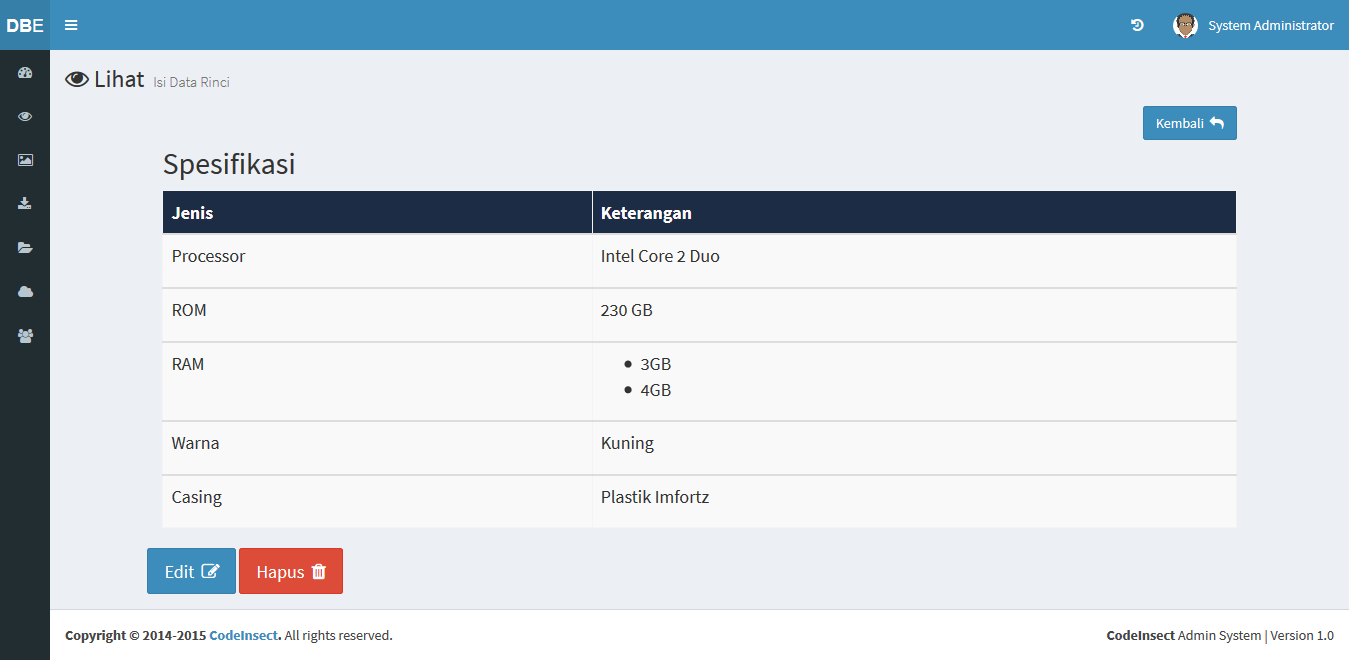 DBE
System Administrator
Lihat Isi Data Rinci
Kembali
Spesifikasi
Jenis Keterangan
Processor Intel Core 2 Duo
ROM 230 GB
RAM • 3GB
• 4GB
Warna Kuning
Casing Plastik Imfortz
Edit Hapus
Copyright © 2014-2015 CodeInsect. All rights reserved. CodeInsect Admin System | Version 1.0